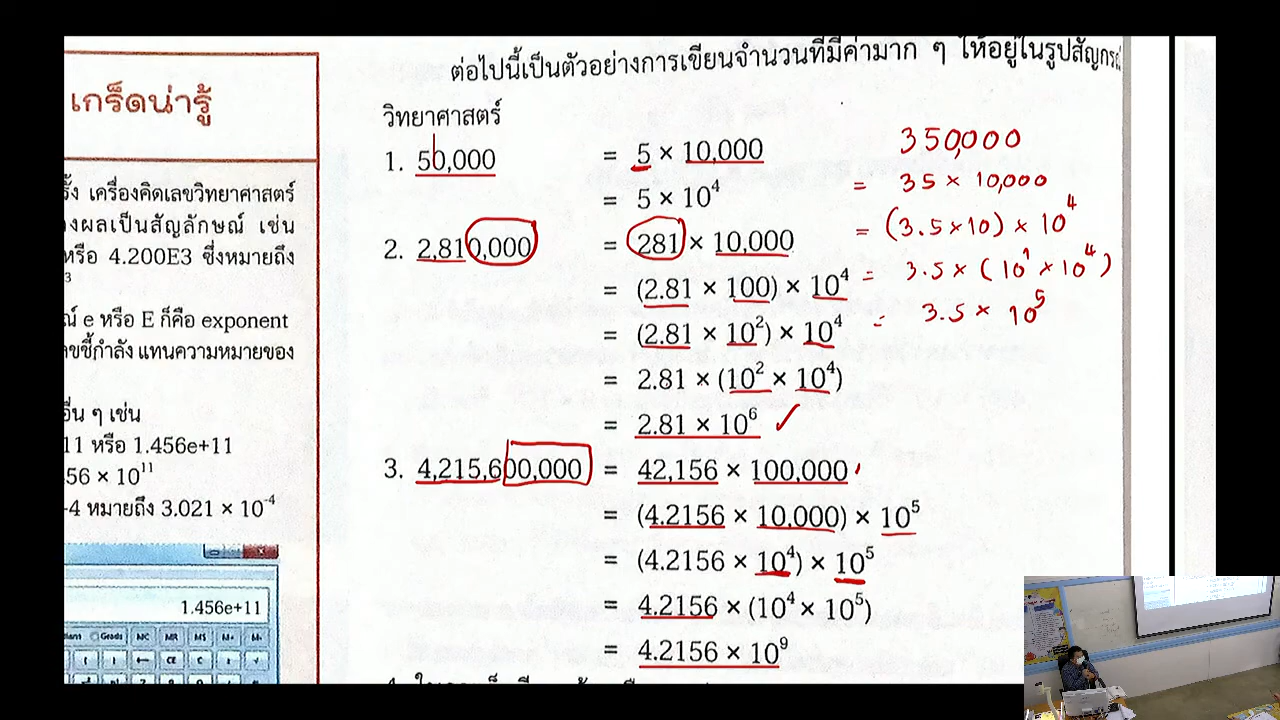 เกร็ดน่ารู้
เครื่องคิดเลขวิทยาศาสตร์
ผลเป็นสัญลักษณ์ เช่น
หรือ 4.200E3 ซึ่งหมายถึง
3
e หรือ E ก็คือ exponent
ชี้กำลัง แทนความหมายของ
อื่น ๆ เช่น
11 หรือ 1.456e+11
56 × 10¹¹
-4 หมายถึง 3.021 × 10⁻⁴
1.456e+11
Grads MC MR MS M+ M-
CE C
ต่อไปนี้เป็นตัวอย่างการเขียนจำนวนที่มีค่ามาก ๆ ให้อยู่ในรูปสัญกรณ์
วิทยาศาสตร์
1. 50,000 = 5 × 10,000
= 5 × 10⁴
2. 2,810,000 = 281 × 10,000
= (2.81 × 100) × 10⁴
= (2.81 × 10²) × 10⁴
= 2.81 × (10² × 10⁴)
= 2.81 × 10⁶ ✓
3. 4,215,600,000 = 42,156 × 100,000
= (4.2156 × 10,000) × 10⁵
= (4.2156 × 10⁴) × 10⁵
= 4.2156 × (10⁴ × 10⁵)
= 4.2156 × 10⁹
350,000
= 35 × 10,000
= (3.5 × 10) × 10⁴
= 3.5 × (10¹ × 10⁴)
= 3.5 × 10⁵